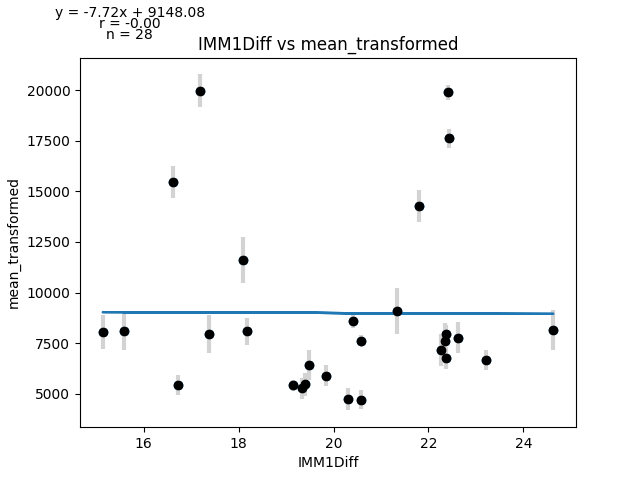 y = -7.72x + 9148.08
r = -0.00
n = 28
IMM1Diff vs mean_transformed
20000
17500
15000
12500
10000
7500
5000
mean_transformed
16 18 20 22 24
IMM1Diff